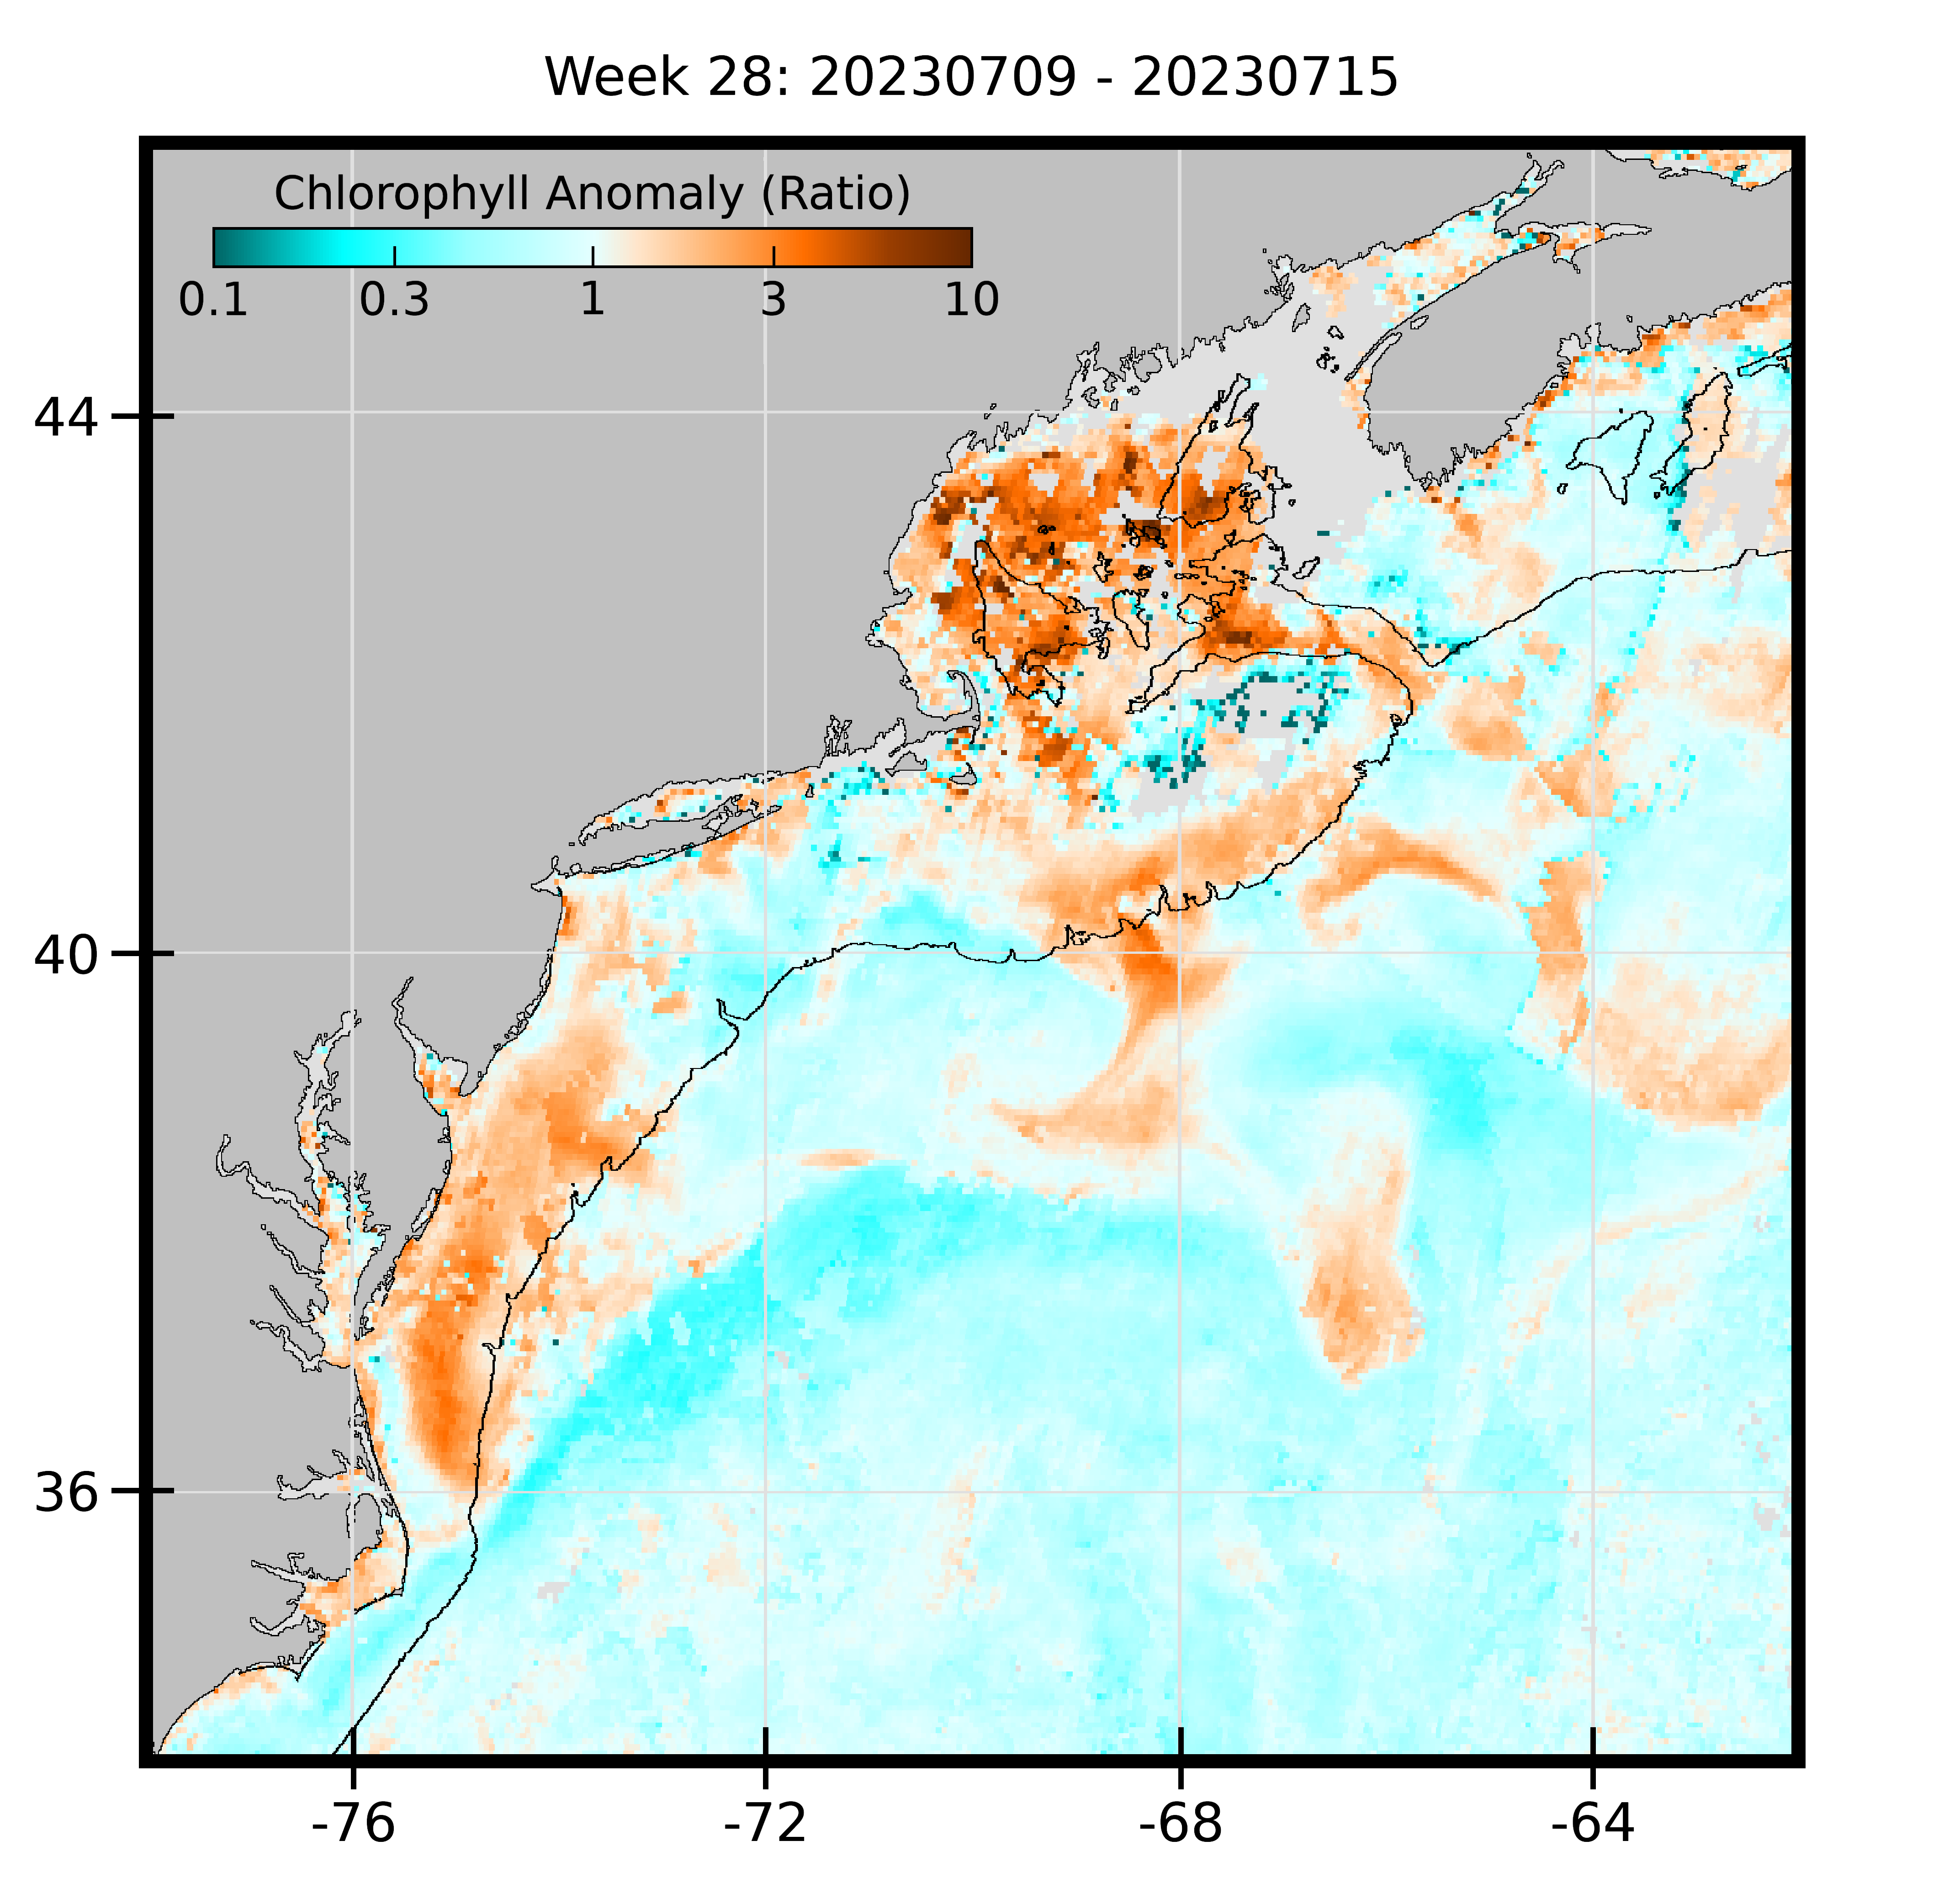 Week 28: 20230709 - 20230715
Chlorophyll Anomaly (Ratio)
0.1 0.3 1 3 10
44
40
36
-76 -72 -68 -64